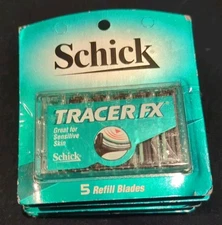 Schick
TRACER FX
Great for
Sensitive
Skin
Schick
5 Refill Blades